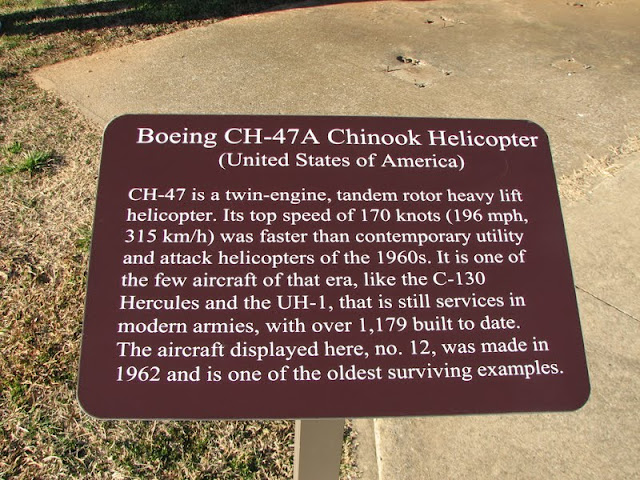 Boeing CH-47A Chinook Helicopter
(United States of America)
CH-47 is a twin-engine, tandem rotor heavy lift
helicopter. Its top speed of 170 knots (196 mph,
315 km/h) was faster than contemporary utility
and attack helicopters of the 1960s. It is one of
the few aircraft of that era, like the C-130
Hercules and the UH-1, that is still services in
modern armies, with over 1,179 built to date.
The aircraft displayed here, no. 12, was made in
1962 and is one of the oldest surviving examples.